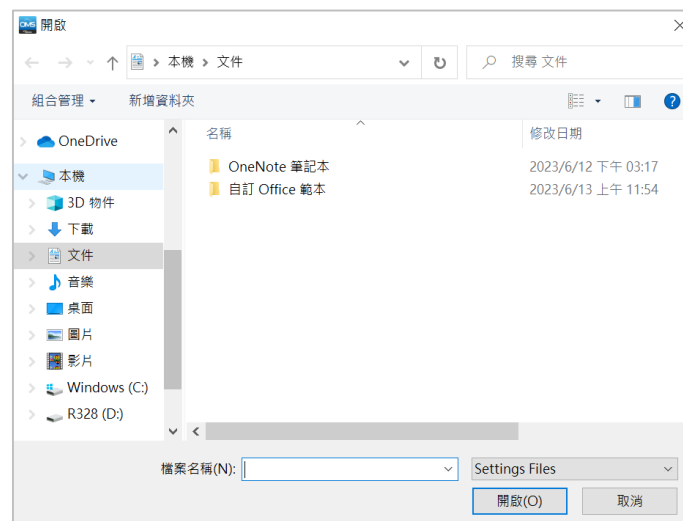 OMS 開啟
本機 文件
搜尋 文件
組合管理 新增資料夾
?
名稱 修改日期
OneDrive
本機
3D 物件
下載
文件
音樂
桌面
圖片
影片
Windows (C:)
R328 (D:)
OneNote 筆記本 2023/6/12 下午 03:17
自訂 Office 範本 2023/6/13 上午 11:54
檔案名稱(N):
Settings Files
開啟(O) 取消